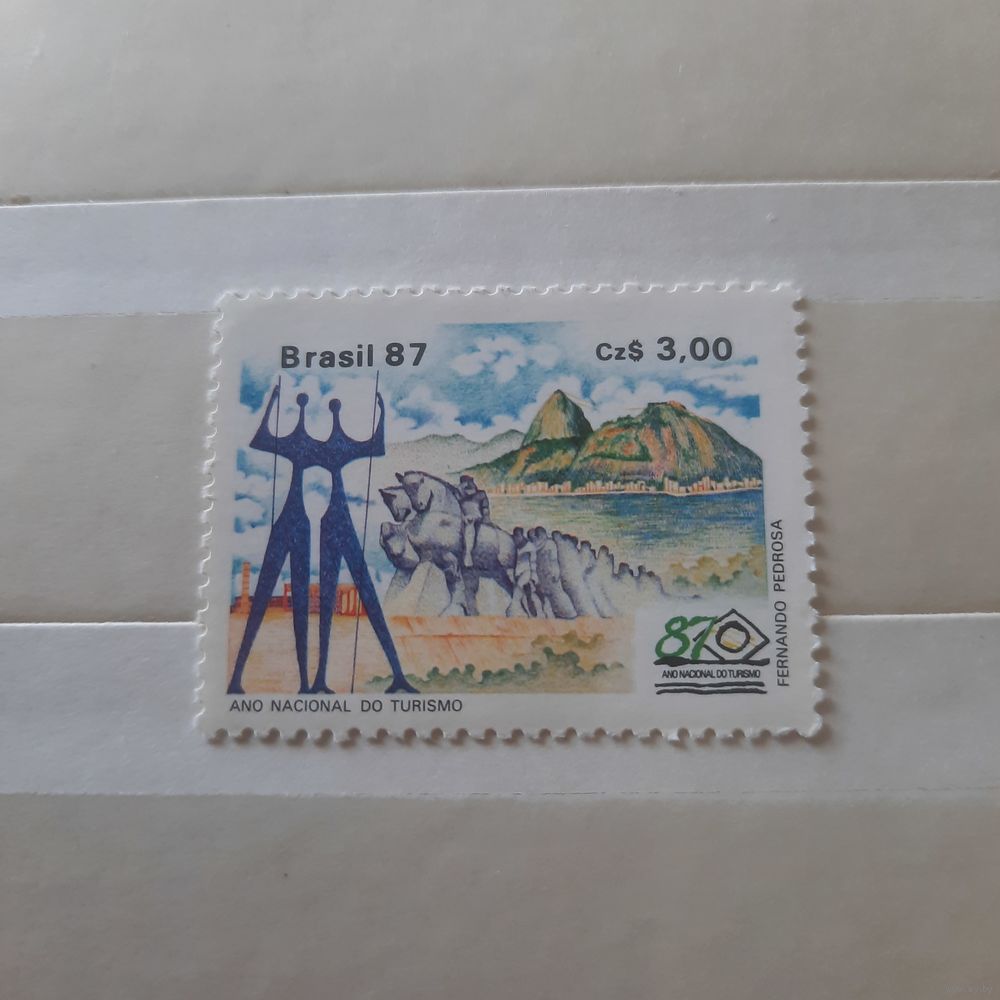 Brasil 87
Cz$ 3,00
FERNANDO PEDROSA
87
ANO NACIONAL DO TURISMO
ANO NACIONAL DO TURISMO